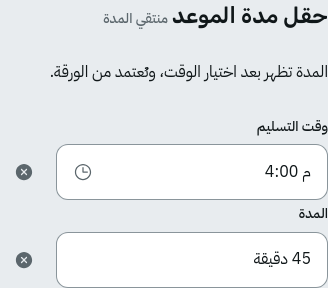 حقل مدة الموعد منتقي المدة
المدة تظهر بعد اختيار الوقت، وتُعتمد من الورقة.
وقت التسليم
4:00 م
المدة
45 دقيقة